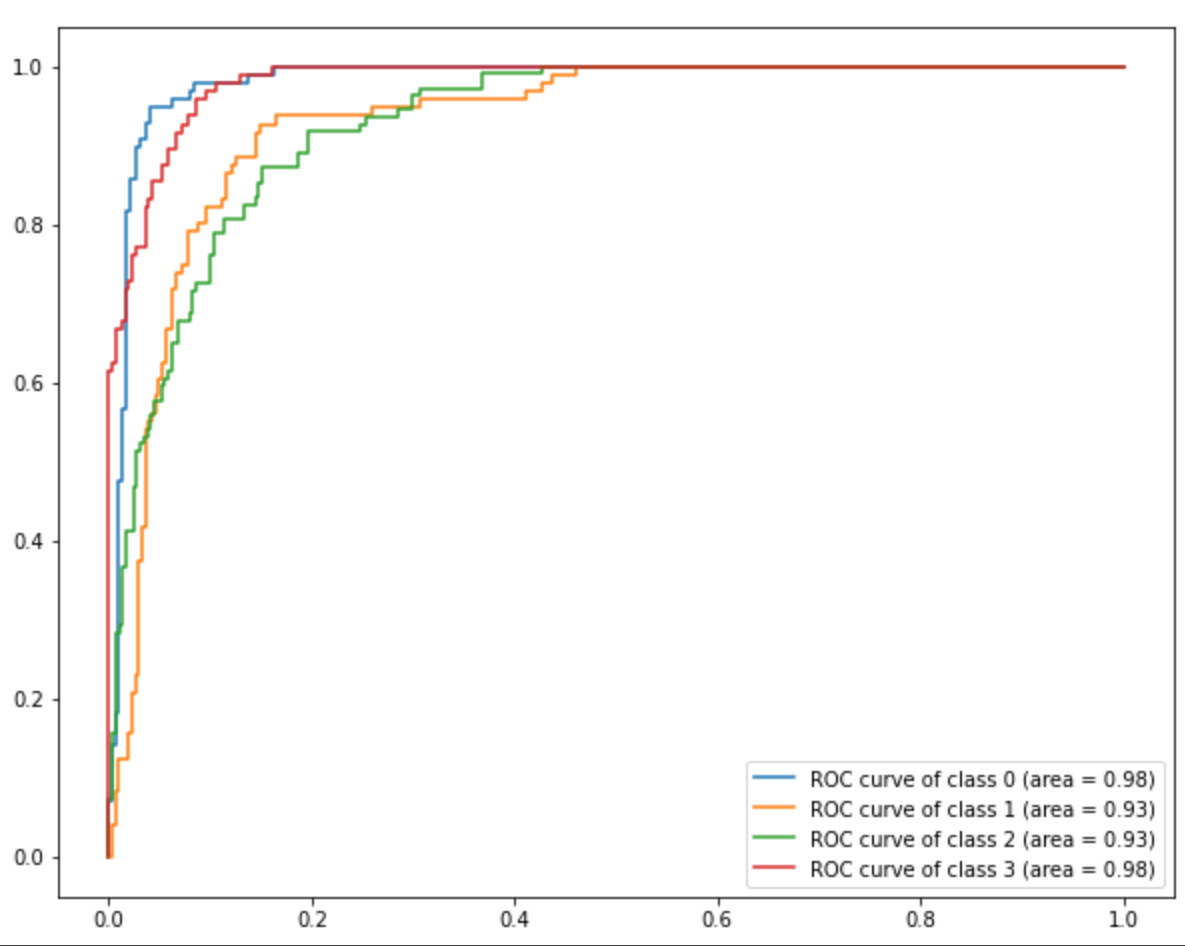 1.0
0.8
0.6
0.4
0.2
0.0
0.0 0.2 0.4 0.6 0.8 1.0
ROC curve of class 0 (area = 0.98)
ROC curve of class 1 (area = 0.93)
ROC curve of class 2 (area = 0.93)
ROC curve of class 3 (area = 0.98)